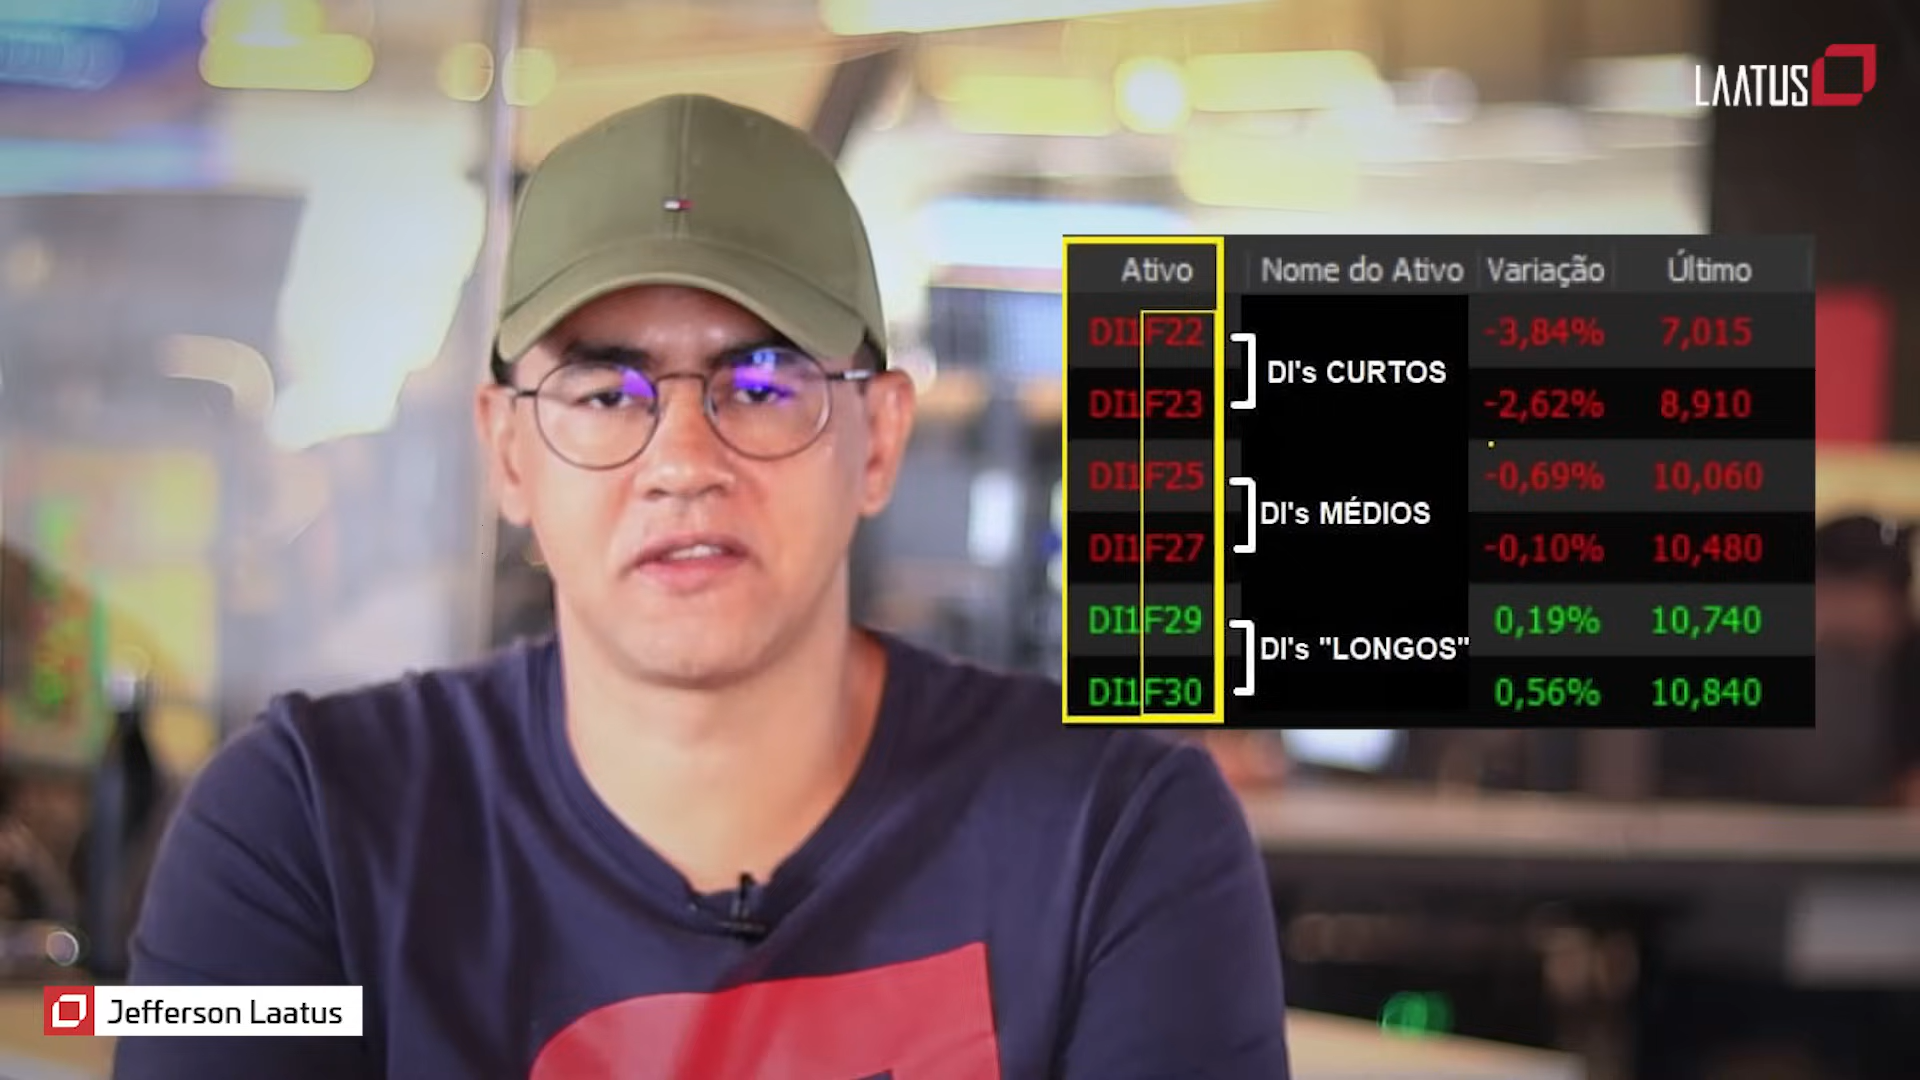 LAATUS
Ativo Nome do Ativo Variação Último
DI1F22 -3,84% 7,015
DI's CURTOS
DI1F23 -2,62% 8,910
DI1F25 -0,69% 10,060
DI's MÉDIOS
DI1F27 -0,10% 10,480
DI1F29 0,19% 10,740
DI's "LONGOS"
DI1F30 0,56% 10,840
Jefferson Laatus